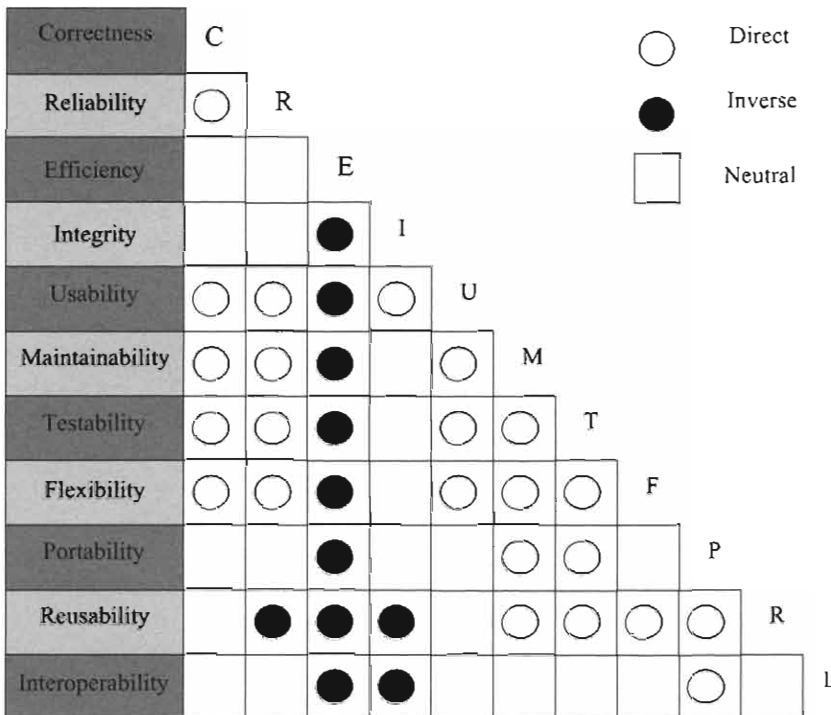 Correctness C
Reliability R
Efficiency E
Integrity I
Usability U
Maintainability M
Testability T
Flexibility F
Portability P
Reusability R
Interoperability I
Direct
Inverse
Neutral